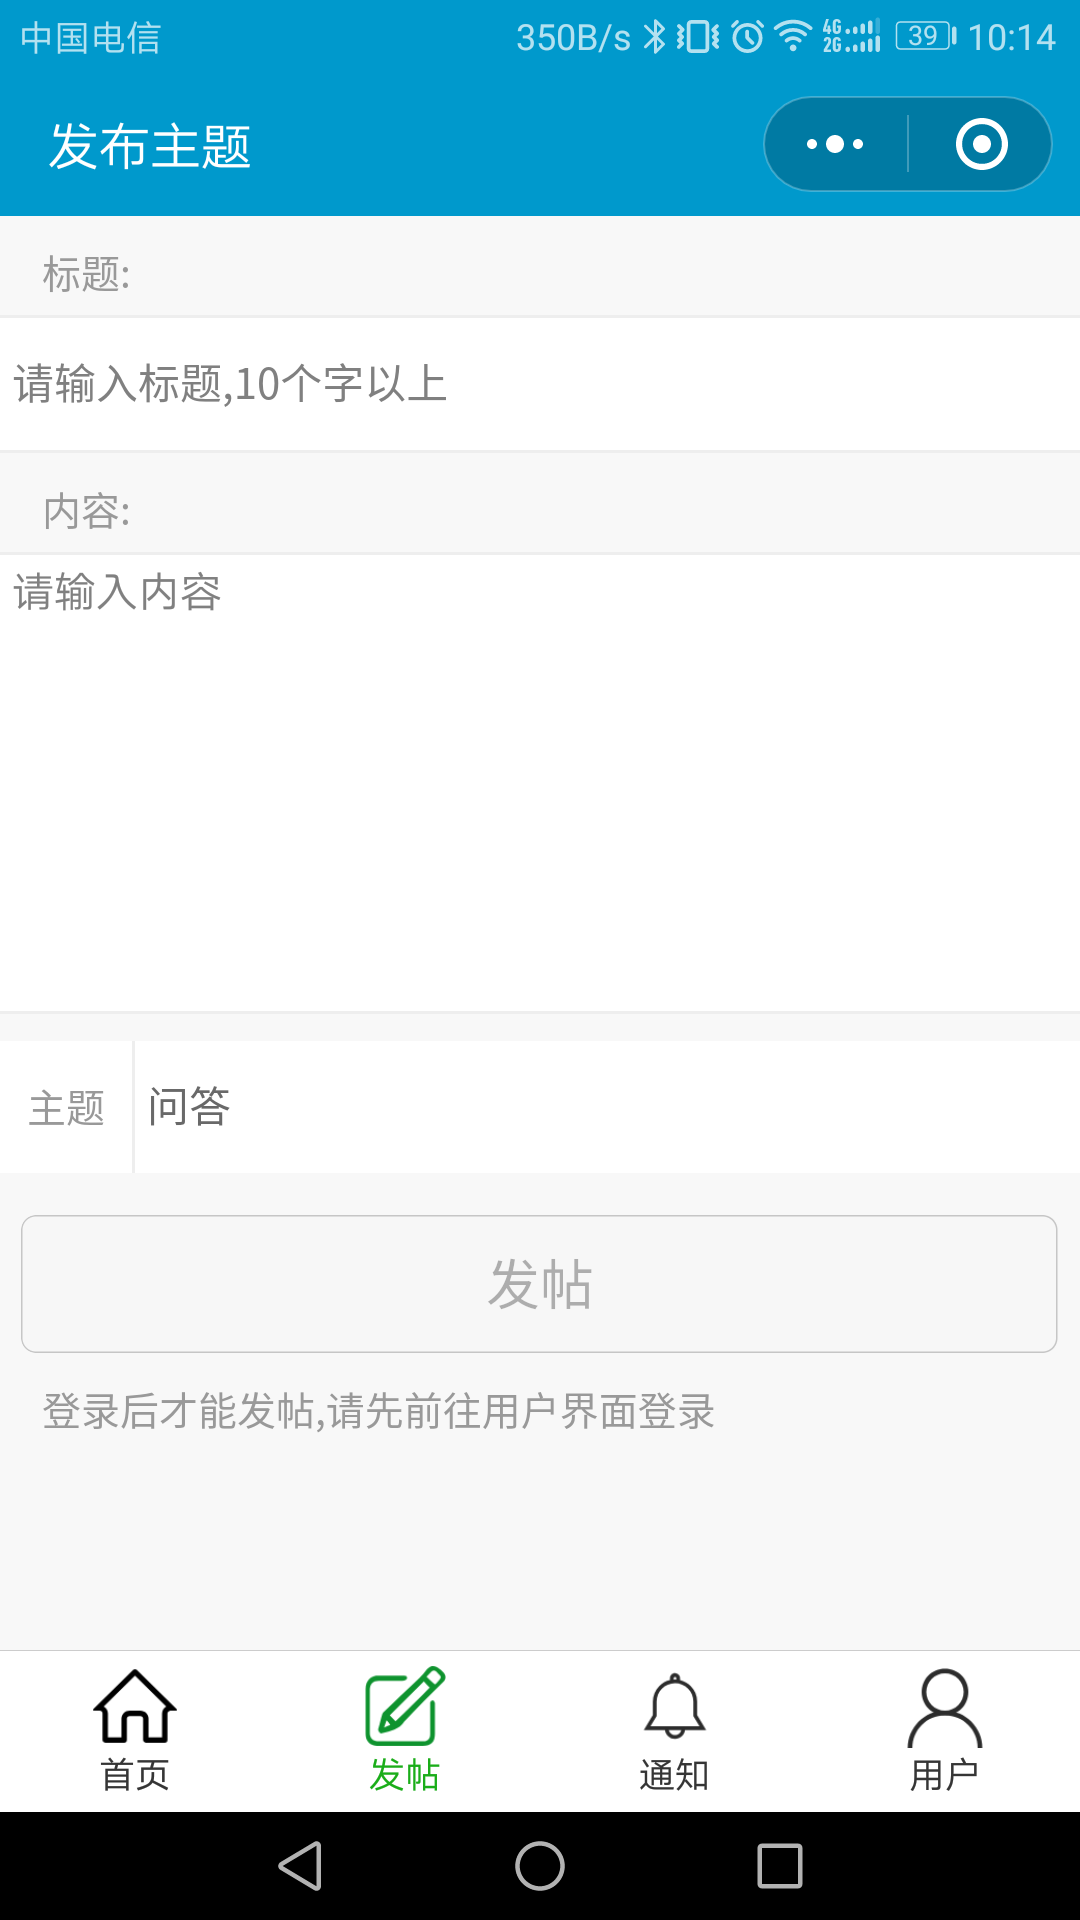 中国电信 350B/s 4G 2G 39 10:14
发布主题
标题:
请输入标题,10个字以上
内容:
请输入内容
主题 问答
发帖
登录后才能发帖,请先前往用户界面登录
首页 发帖 通知 用户